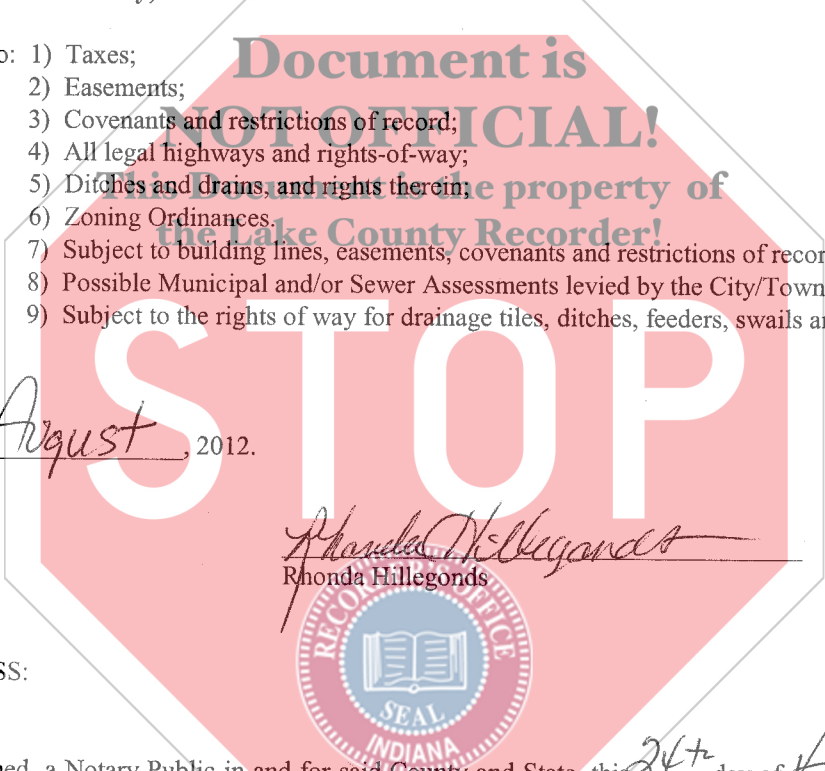 Document is
o: 1) Taxes;
2) Easements;
NOT OFFICIAL!
3) Covenants and restrictions of record;
4) All legal highways and rights-of-way;
This Document is the property of
5) Ditches and drains, and rights therein;
6) Zoning Ordinances.
the Lake County Recorder!
7) Subject to building lines, easements, covenants and restrictions of recor
8) Possible Municipal and/or Sewer Assessments levied by the City/Town
9) Subject to the rights of way for drainage tiles, ditches, feeders, swails a
STOP
August, 2012.
Rhonda Hillegonds
Rhonda Hillegonds
RECORDER'S OFFICE
SEAL
INDIANA
SS:
ned, a Notary Public in and for said County and State, this 24th day of